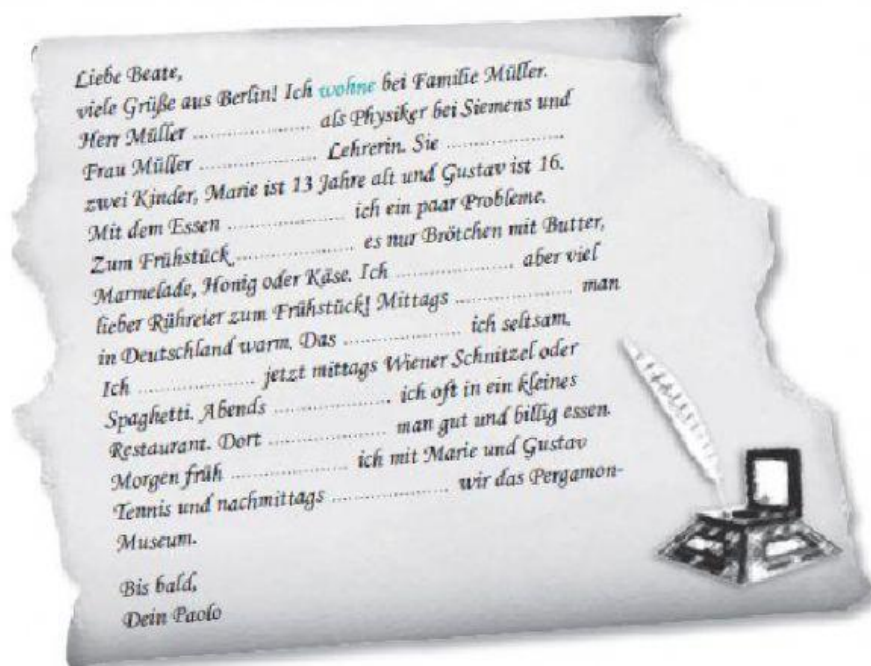 Liebe Beate,
viele Grüße aus Berlin! Ich wohne bei Familie Müller.
Herr Müller .................... als Physiker bei Siemens und
Frau Müller .................... Lehrerin. Sie ....................
zwei Kinder, Marie ist 13 Jahre alt und Gustav ist 16.
Mit dem Essen .................... ich ein paar Probleme.
Zum Frühstück .................... es nur Brötchen mit Butter,
Marmelade, Honig oder Käse. Ich .................... aber viel
lieber Rühreier zum Frühstück! Mittags .................... man
in Deutschland warm. Das .................... ich seltsam.
Ich .................... jetzt mittags Wiener Schnitzel oder
Spaghetti. Abends .................... ich oft in ein kleines
Restaurant. Dort .................... man gut und billig essen.
Morgen früh .................... ich mit Marie und Gustav
Tennis und nachmittags .................... wir das Pergamon-
Museum.
Bis bald,
Dein Paolo